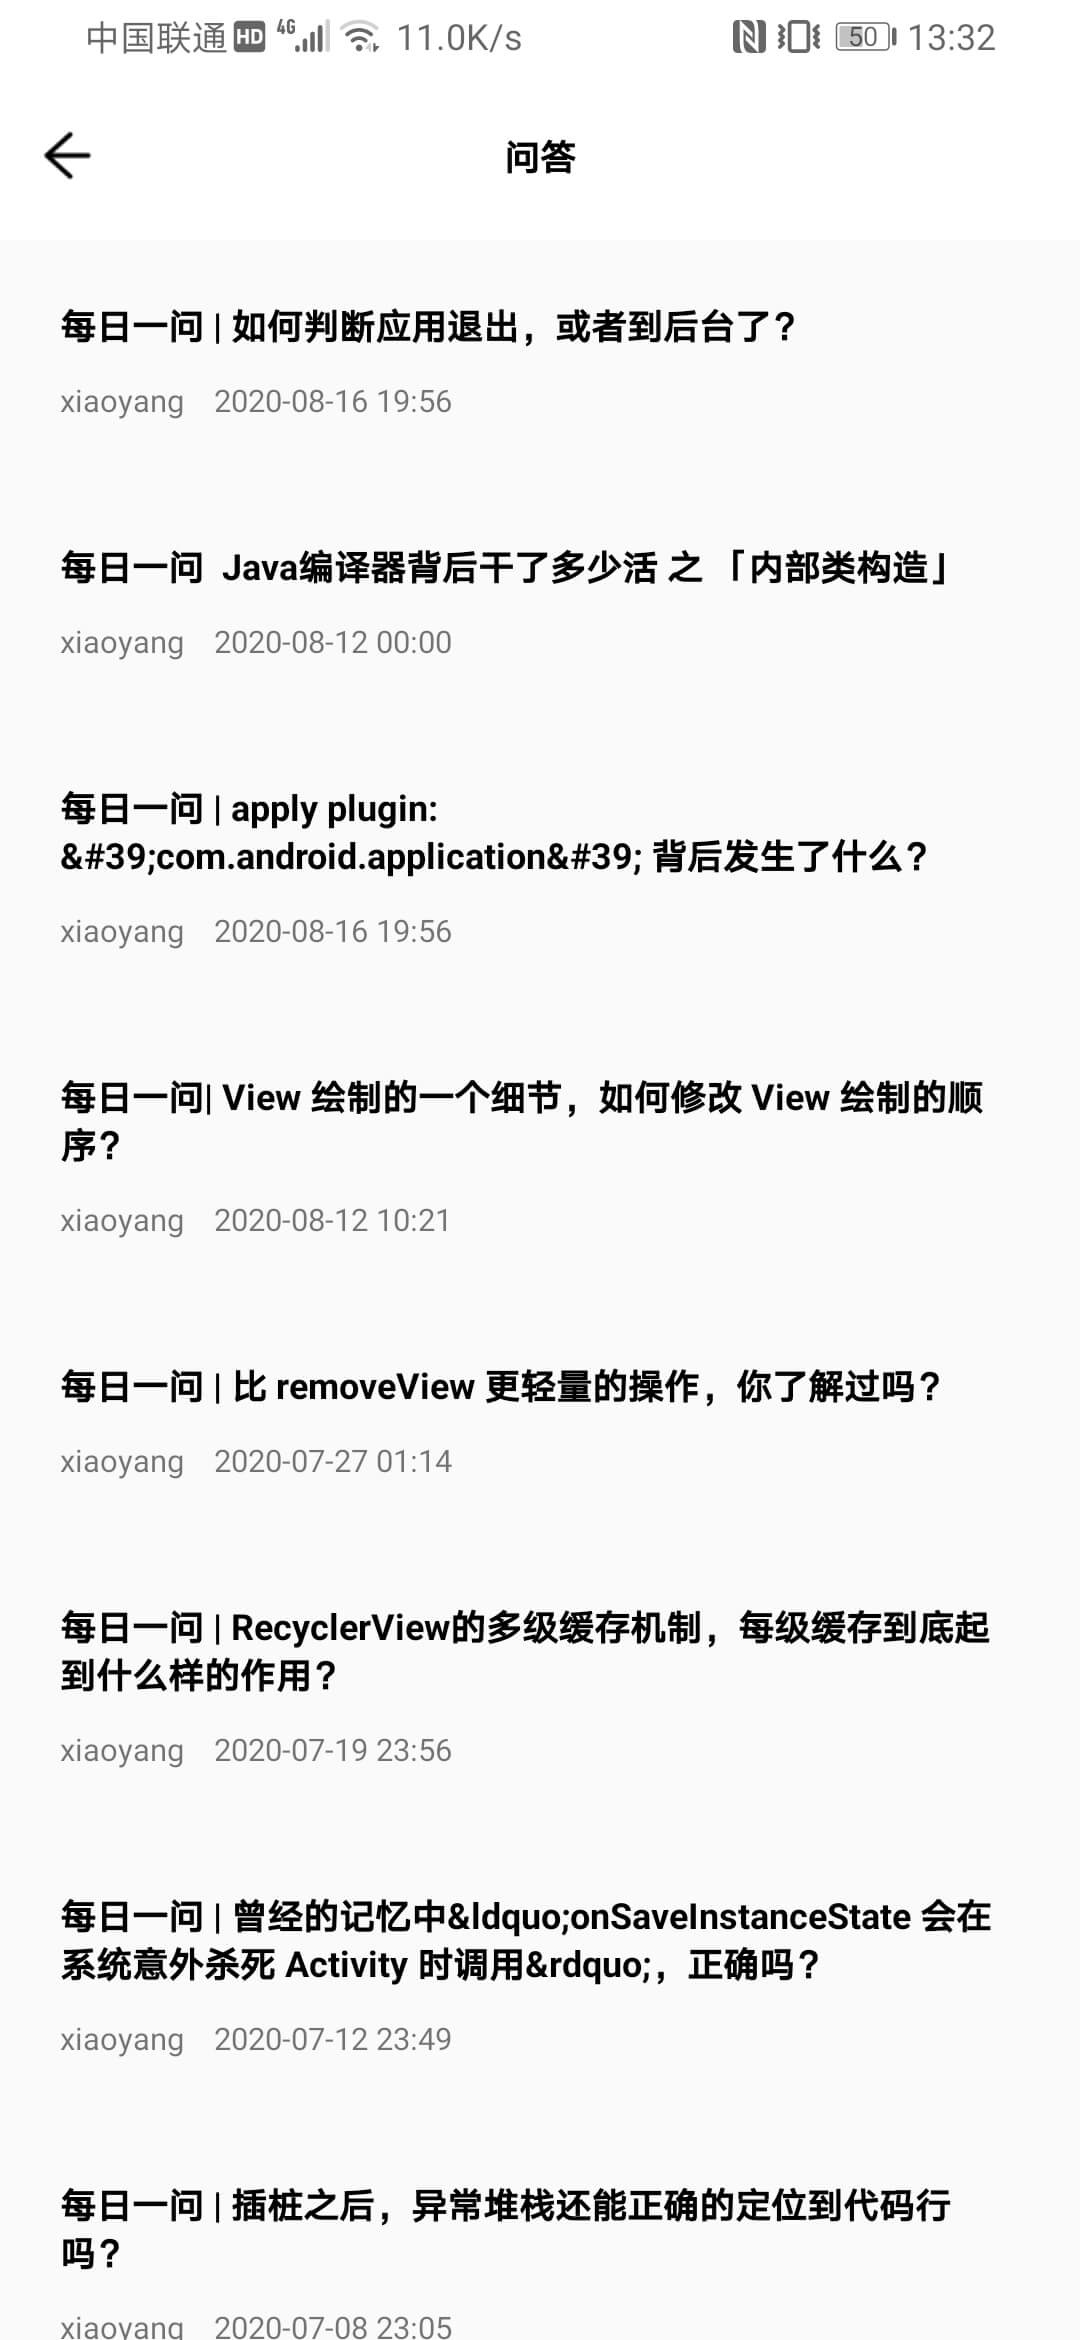 中国联通 HD 4G 11.0K/s 50 13:32
问答
每日一问 | 如何判断应用退出，或者到后台了？
xiaoyang 2020-08-16 19:56
每日一问 Java编译器背后干了多少活 之 「内部类构造」
xiaoyang 2020-08-12 00:00
每日一问 | apply plugin:
&#39;com.android.application&#39; 背后发生了什么？
xiaoyang 2020-08-16 19:56
每日一问| View 绘制的一个细节，如何修改 View 绘制的顺
序？
xiaoyang 2020-08-12 10:21
每日一问 | 比 removeView 更轻量的操作，你了解过吗？
xiaoyang 2020-07-27 01:14
每日一问 | RecyclerView的多级缓存机制，每级缓存到底起
到什么样的作用？
xiaoyang 2020-07-19 23:56
每日一问 | 曾经的记忆中&ldquo;onSaveInstanceState 会在
系统意外杀死 Activity 时调用&rdquo;，正确吗？
xiaoyang 2020-07-12 23:49
每日一问 | 插桩之后，异常堆栈还能正确的定位到代码行
吗？
xiaoyang 2020-07-08 23:05